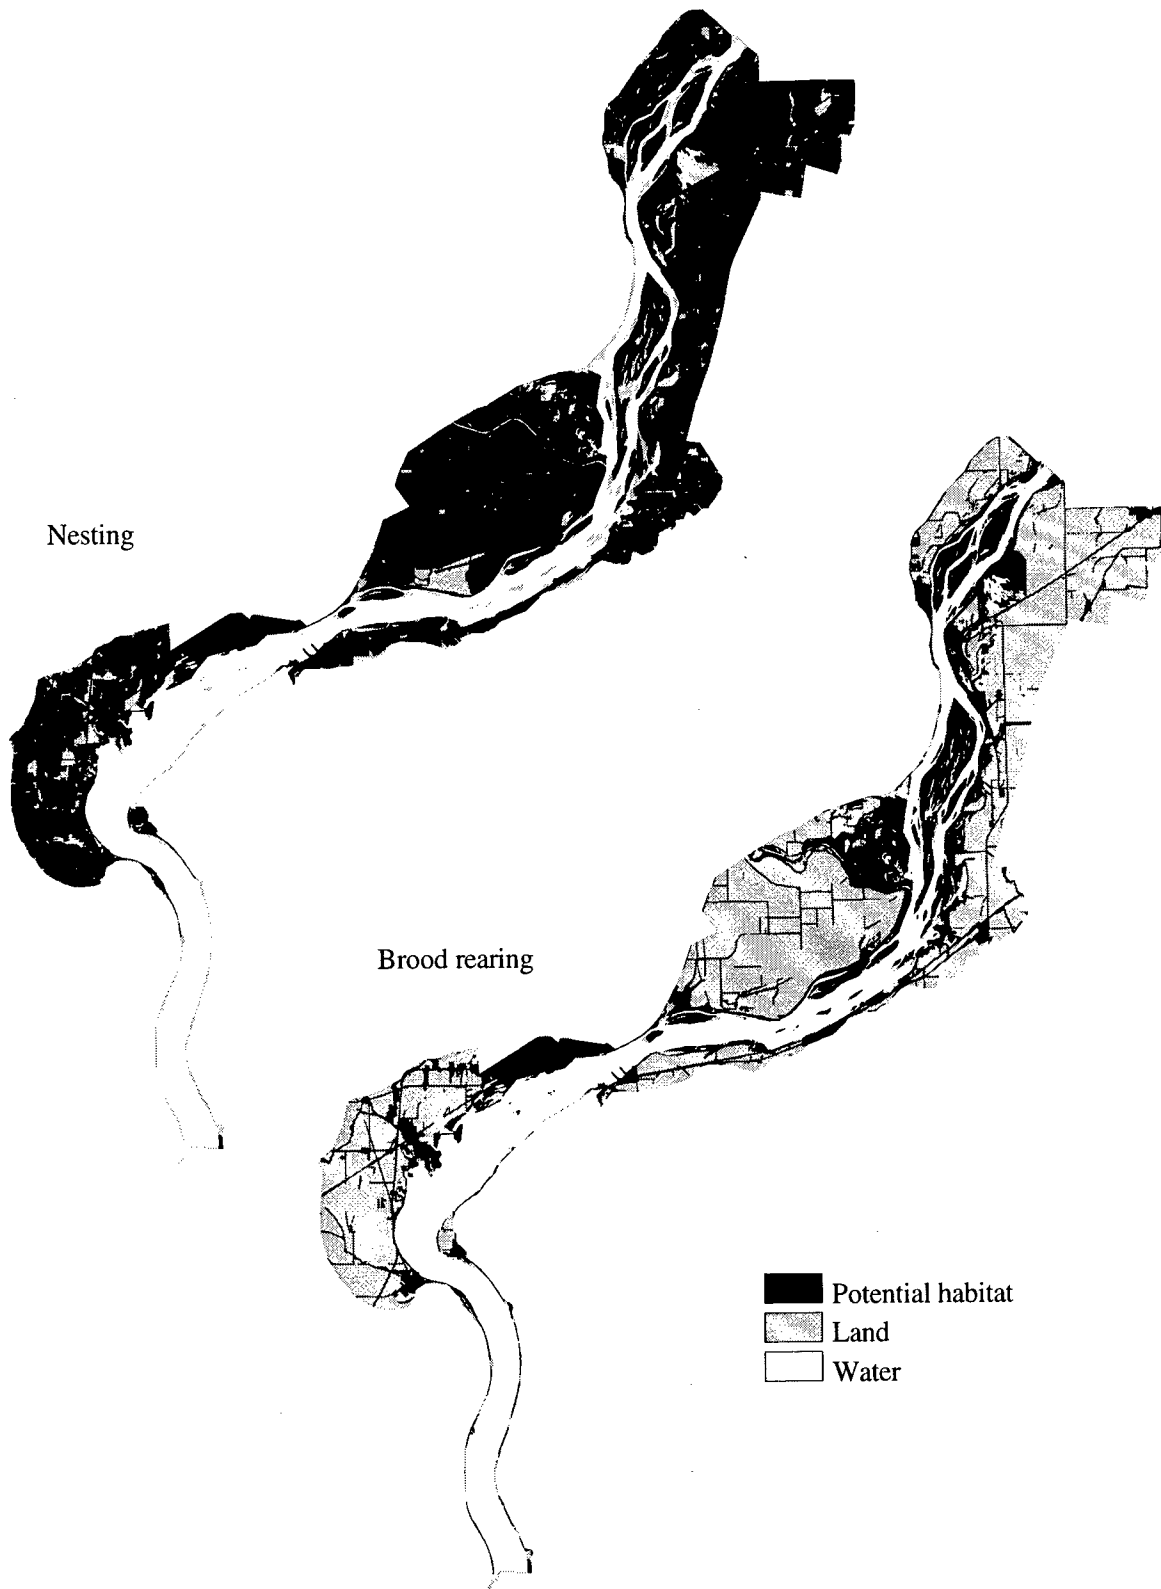 Nesting
Brood rearing
Potential habitat
Land
Water